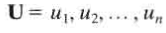 U = u₁, u₂, ... , uₙ